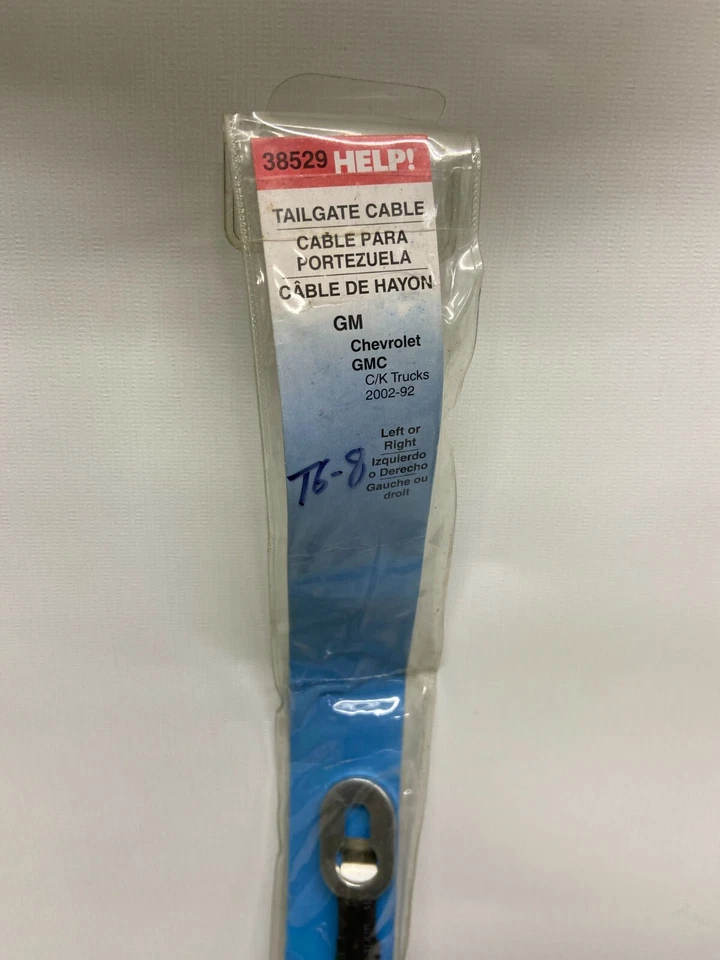 38529 HELP!
TAILGATE CABLE
CABLE PARA
PORTEZUELA
CÂBLE DE HAYON
GM
Chevrolet
GMC
C/K Trucks
2002-92
Left or
Right
Izquierdo
o Derecho
Gauche ou
droit
T6-8